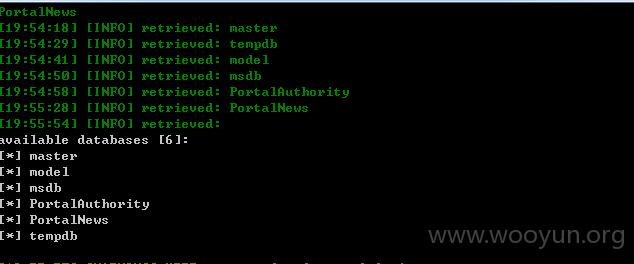 PortalNews
[19:54:18] [INFO] retrieved: master
[19:54:29] [INFO] retrieved: tempdb
[19:54:41] [INFO] retrieved: model
[19:54:50] [INFO] retrieved: msdb
[19:54:58] [INFO] retrieved: PortalAuthority
[19:55:28] [INFO] retrieved: PortalNews
[19:55:54] [INFO] retrieved:
available databases [6]:
[*] master
[*] model
[*] msdb
[*] PortalAuthority
[*] PortalNews
[*] tempdb
www.wooyun.org